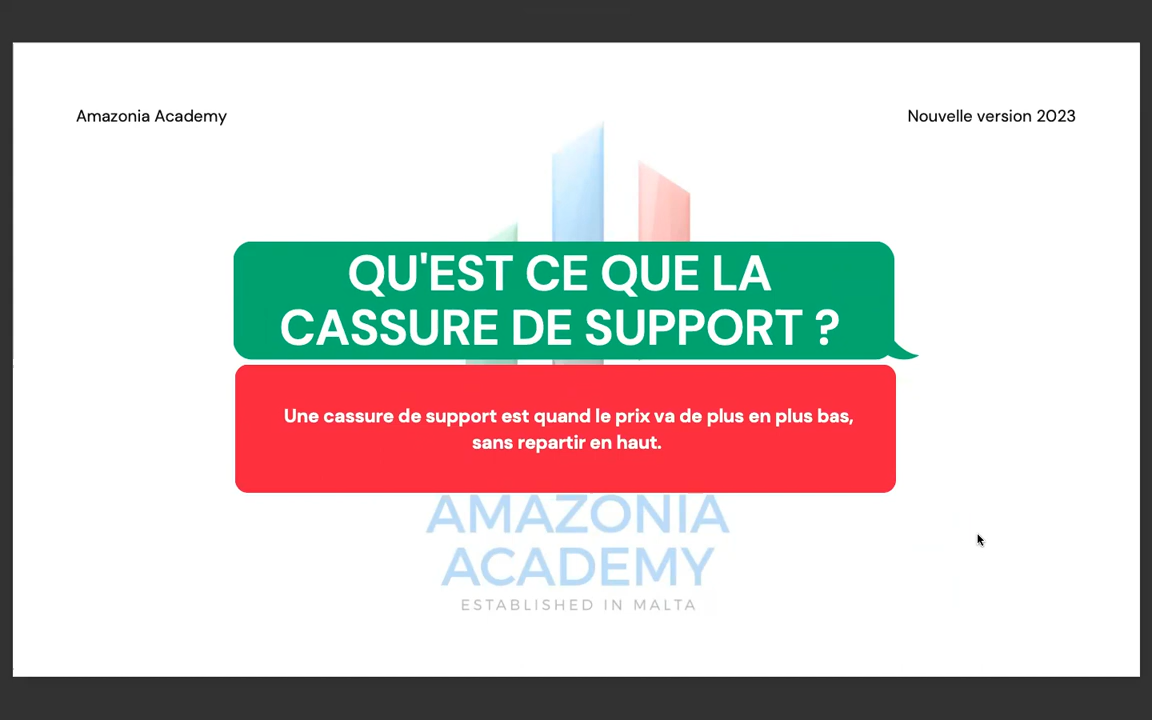 Amazonia Academy
Nouvelle version 2023
QU'EST CE QUE LA
CASSURE DE SUPPORT ?
Une cassure de support est quand le prix va de plus en plus bas,
sans repartir en haut.
AMAZONIA
ACADEMY
ESTABLISHED IN MALTA